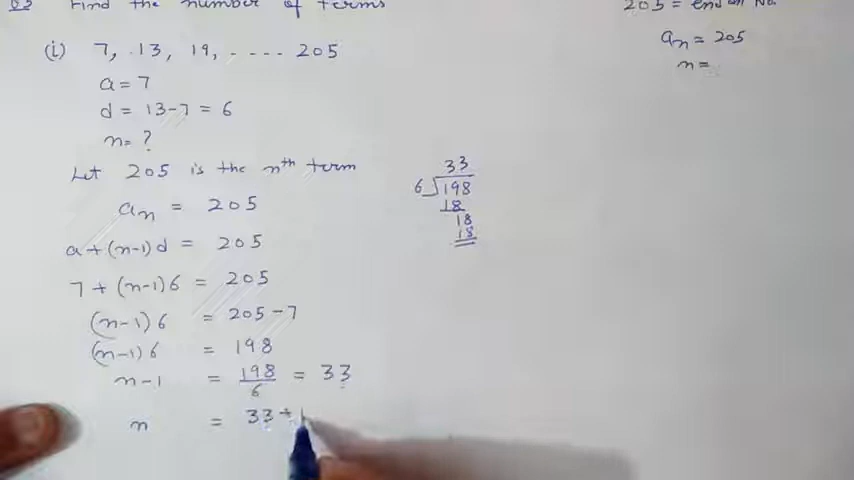 Q2 Find the number of terms
(i) 7, 13, 19, ---- 205
a = 7
d = 13-7 = 6
n = ?
Let 205 is the nth term
an = 205
a+(n-1)d = 205
7+(n-1)6 = 205
(n-1)6 = 205-7
(n-1)6 = 198
n-1 = 198/6 = 33
n = 33+
205 = end No.
an = 205
n =
33
6)198
18
18
18